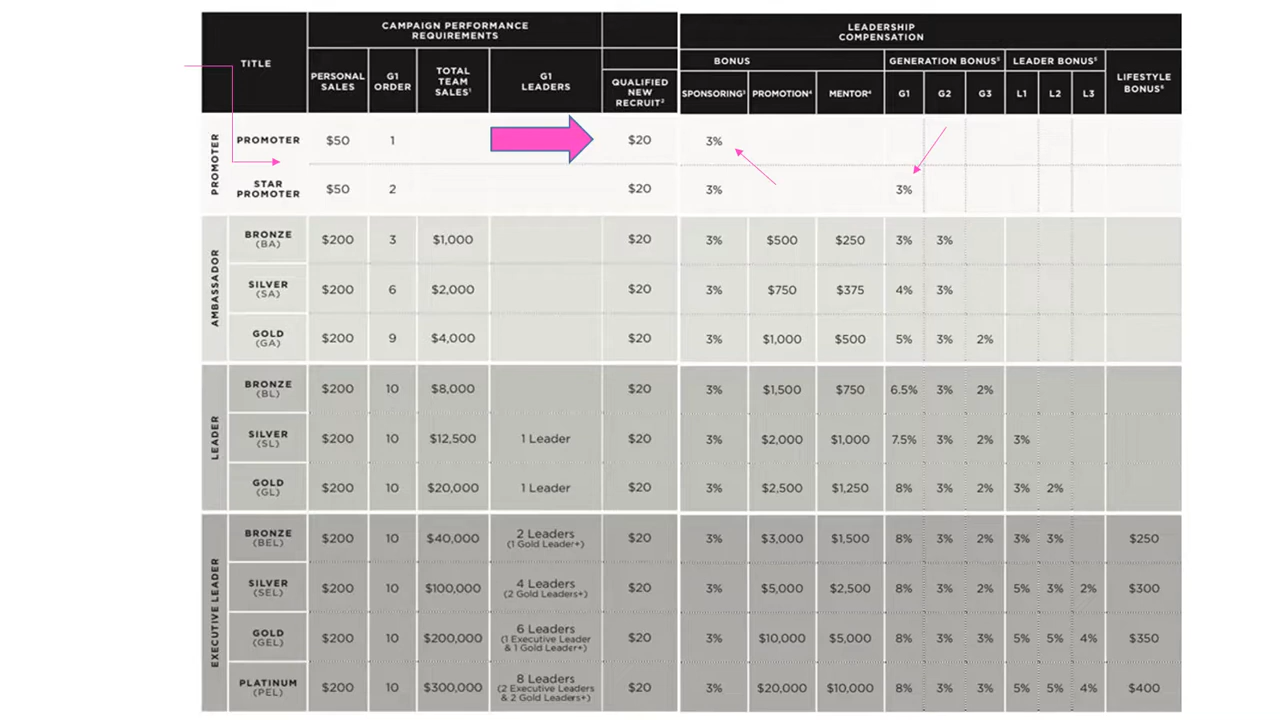 CAMPAIGN PERFORMANCE
REQUIREMENTS
LEADERSHIP
COMPENSATION
TITLE
PERSONAL
SALES
G1
ORDER
TOTAL
TEAM
SALES¹
G1
LEADERS
QUALIFIED
NEW
RECRUIT²
BONUS
GENERATION BONUS³
LEADER BONUS⁵
LIFESTYLE
BONUS⁶
SPONSORING³ PROMOTION⁴ MENTOR⁴ G1 G2 G3 L1 L2 L3
PROMOTER
PROMOTER $50 1 $20 3%
STAR
PROMOTER $50 2 $20 3% 3%
AMBASSADOR
BRONZE
(BA) $200 3 $1,000 $20 3% $500 $250 3% 3%
SILVER
(SA) $200 6 $2,000 $20 3% $750 $375 4% 3%
GOLD
(GA) $200 9 $4,000 $20 3% $1,000 $500 5% 3% 2%
LEADER
BRONZE
(BL) $200 10 $8,000 $20 3% $1,500 $750 6.5% 3% 2%
SILVER
(SL) $200 10 $12,500 1 Leader $20 3% $2,000 $1,000 7.5% 3% 2% 3%
GOLD
(GL) $200 10 $20,000 1 Leader $20 3% $2,500 $1,250 8% 3% 2% 3% 2%
EXECUTIVE LEADER
BRONZE
(BEL) $200 10 $40,000 2 Leaders
(1 Gold Leader+) $20 3% $3,000 $1,500 8% 3% 2% 3% 3% $250
SILVER
(SEL) $200 10 $100,000 4 Leaders
(2 Gold Leaders+) $20 3% $5,000 $2,500 8% 3% 2% 5% 3% 2% $300
GOLD
(GEL) $200 10 $200,000 6 Leaders
(1 Executive Leader
& 1 Gold Leader+) $20 3% $10,000 $5,000 8% 3% 3% 5% 5% 4% $350
PLATINUM
(PEL) $200 10 $300,000 8 Leaders
(2 Executive Leaders
& 2 Gold Leaders+) $20 3% $20,000 $10,000 8% 3% 3% 5% 5% 4% $400